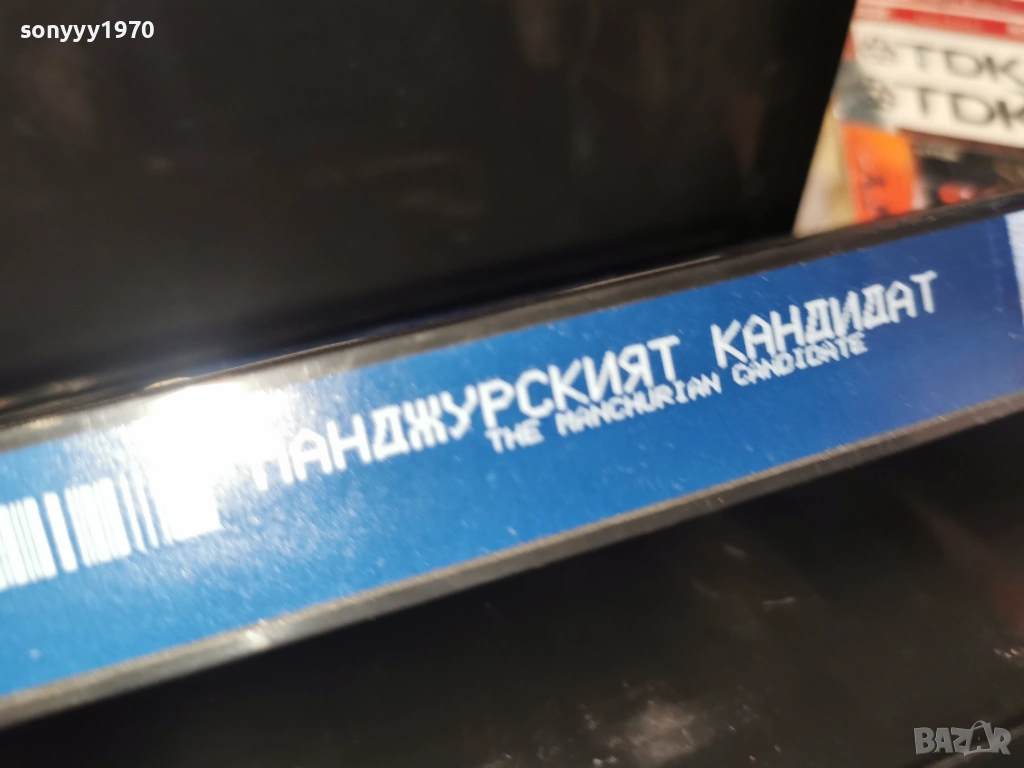 sonyyy1970
TDK
TDK
МАНДЖУРСКИЯТ КАНДИДАТ
THE MANCHURIAN CANDIDATE
BAZAR